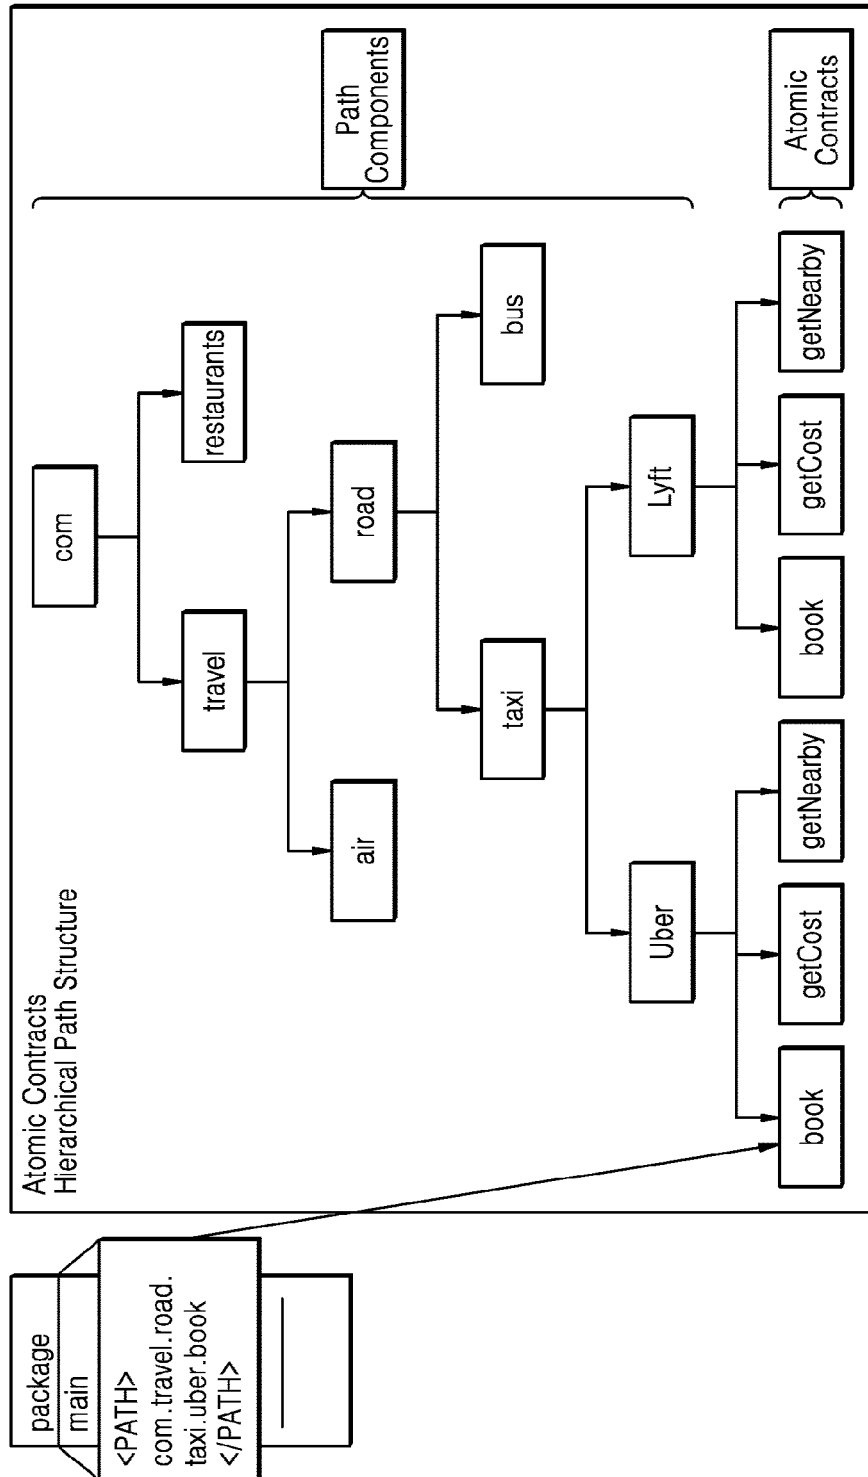 package
main
<PATH>
com.travel.road.
taxi.uber.book
</PATH>
Atomic Contracts
Hierarchical Path Structure
com
travel
restaurants
air
road
taxi
bus
Uber
Lyft
book
getCost
getNearby
book
getCost
getNearby
Path
Components
Atomic
Contracts